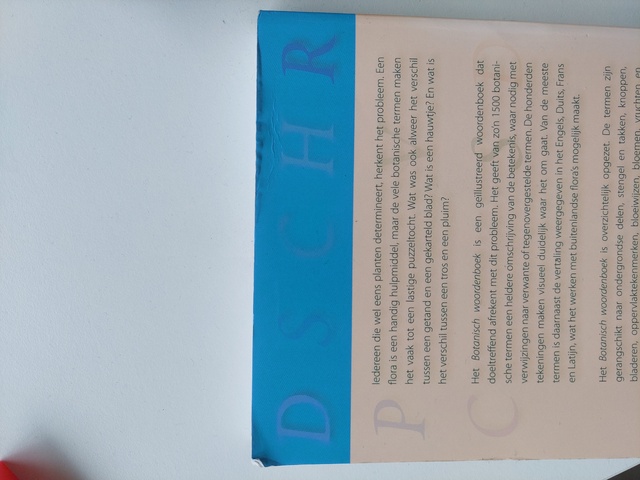 D S C H R
P
C
Iedereen die wel eens planten determineert, herkent het probleem. Een
flora is een handig hulpmiddel, maar de vele botanische termen maken
het vaak tot een lastige puzzeltocht. Wat was ook alweer het verschil
tussen een getand en een gekarteld blad? Wat is een hauwtje? En wat is
het verschil tussen een tros en een pluim?
Het Botanisch woordenboek is een geïllustreerd woordenboek dat
doeltreffend afrekent met dit probleem. Het geeft van zo'n 1500 botani-
sche termen een heldere omschrijving van de betekenis, waar nodig met
verwijzingen naar verwante of tegenovergestelde termen. De honderden
tekeningen maken visueel duidelijk waar het om gaat. Van de meeste
termen is daarnaast de vertaling weergegeven in het Engels, Duits, Frans
en Latijn, wat het werken met buitenlandse flora's mogelijk maakt.
Het Botanisch woordenboek is overzichtelijk opgezet. De termen zijn
gerangschikt naar ondergrondse delen, stengel en takken, knoppen,
bladeren, oppervlaktekenmerken, bloeiwijzen, bloemen, vruchten en